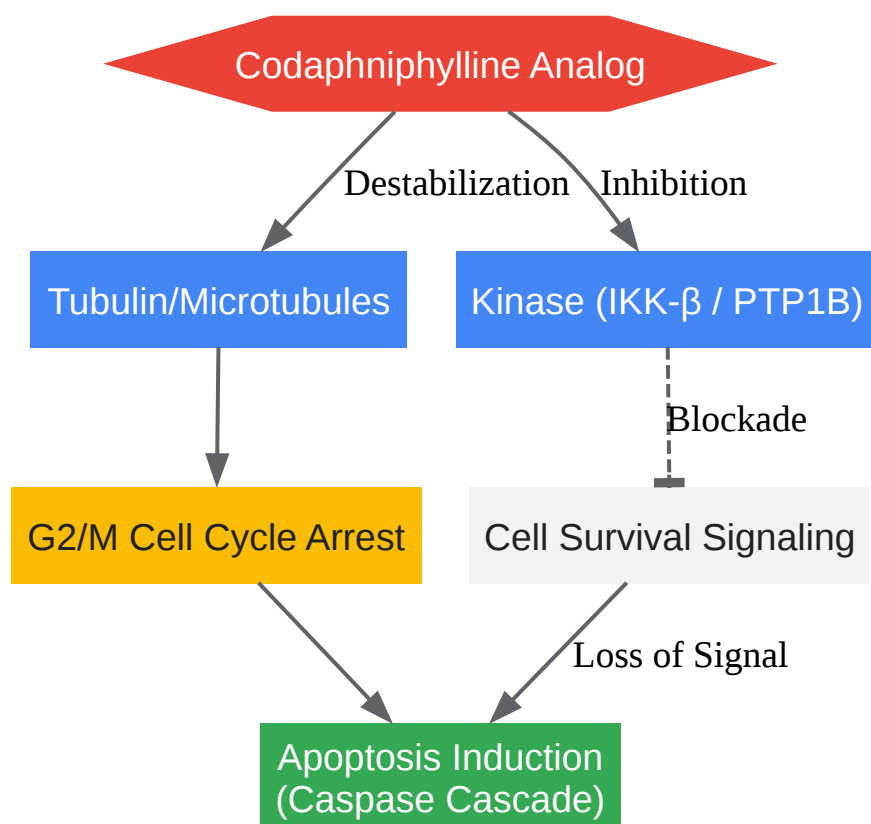 Codaphniphylline Analog
Destabilization
Inhibition
Tubulin/Microtubules
Kinase (IKK-β / PTP1B)
Blockade
G2/M Cell Cycle Arrest
Cell Survival Signaling
Loss of Signal
Apoptosis Induction
(Caspase Cascade)